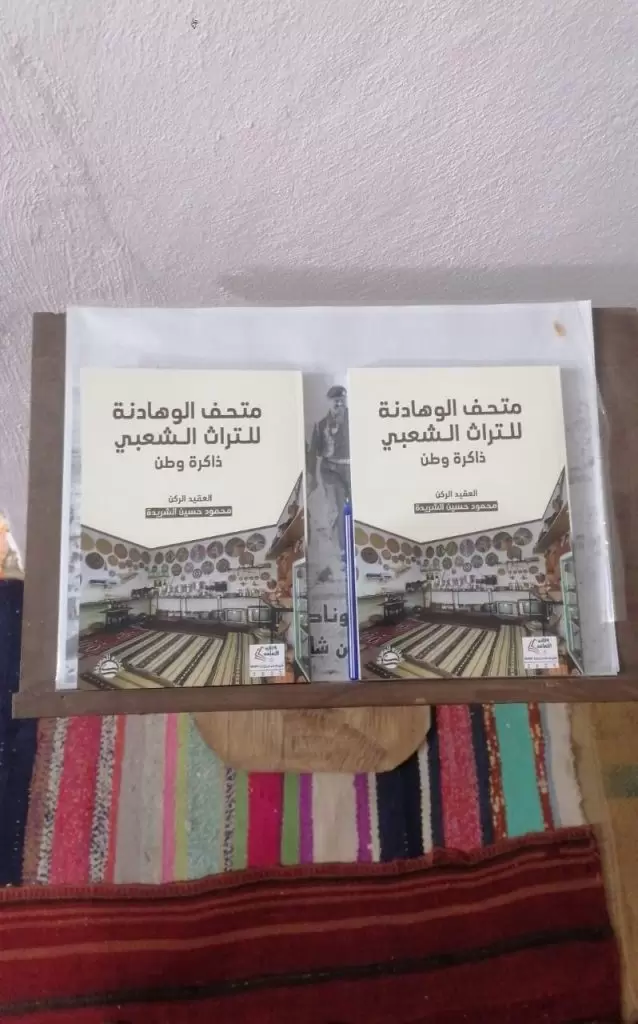 متحف الوهادنة
للتراث الشعبي
ذاكرة وطن
العقيد الركن
محمود حسين الشريدة
متحف الوهادنة
للتراث الشعبي
ذاكرة وطن
العقيد الركن
محمود حسين الشريدة